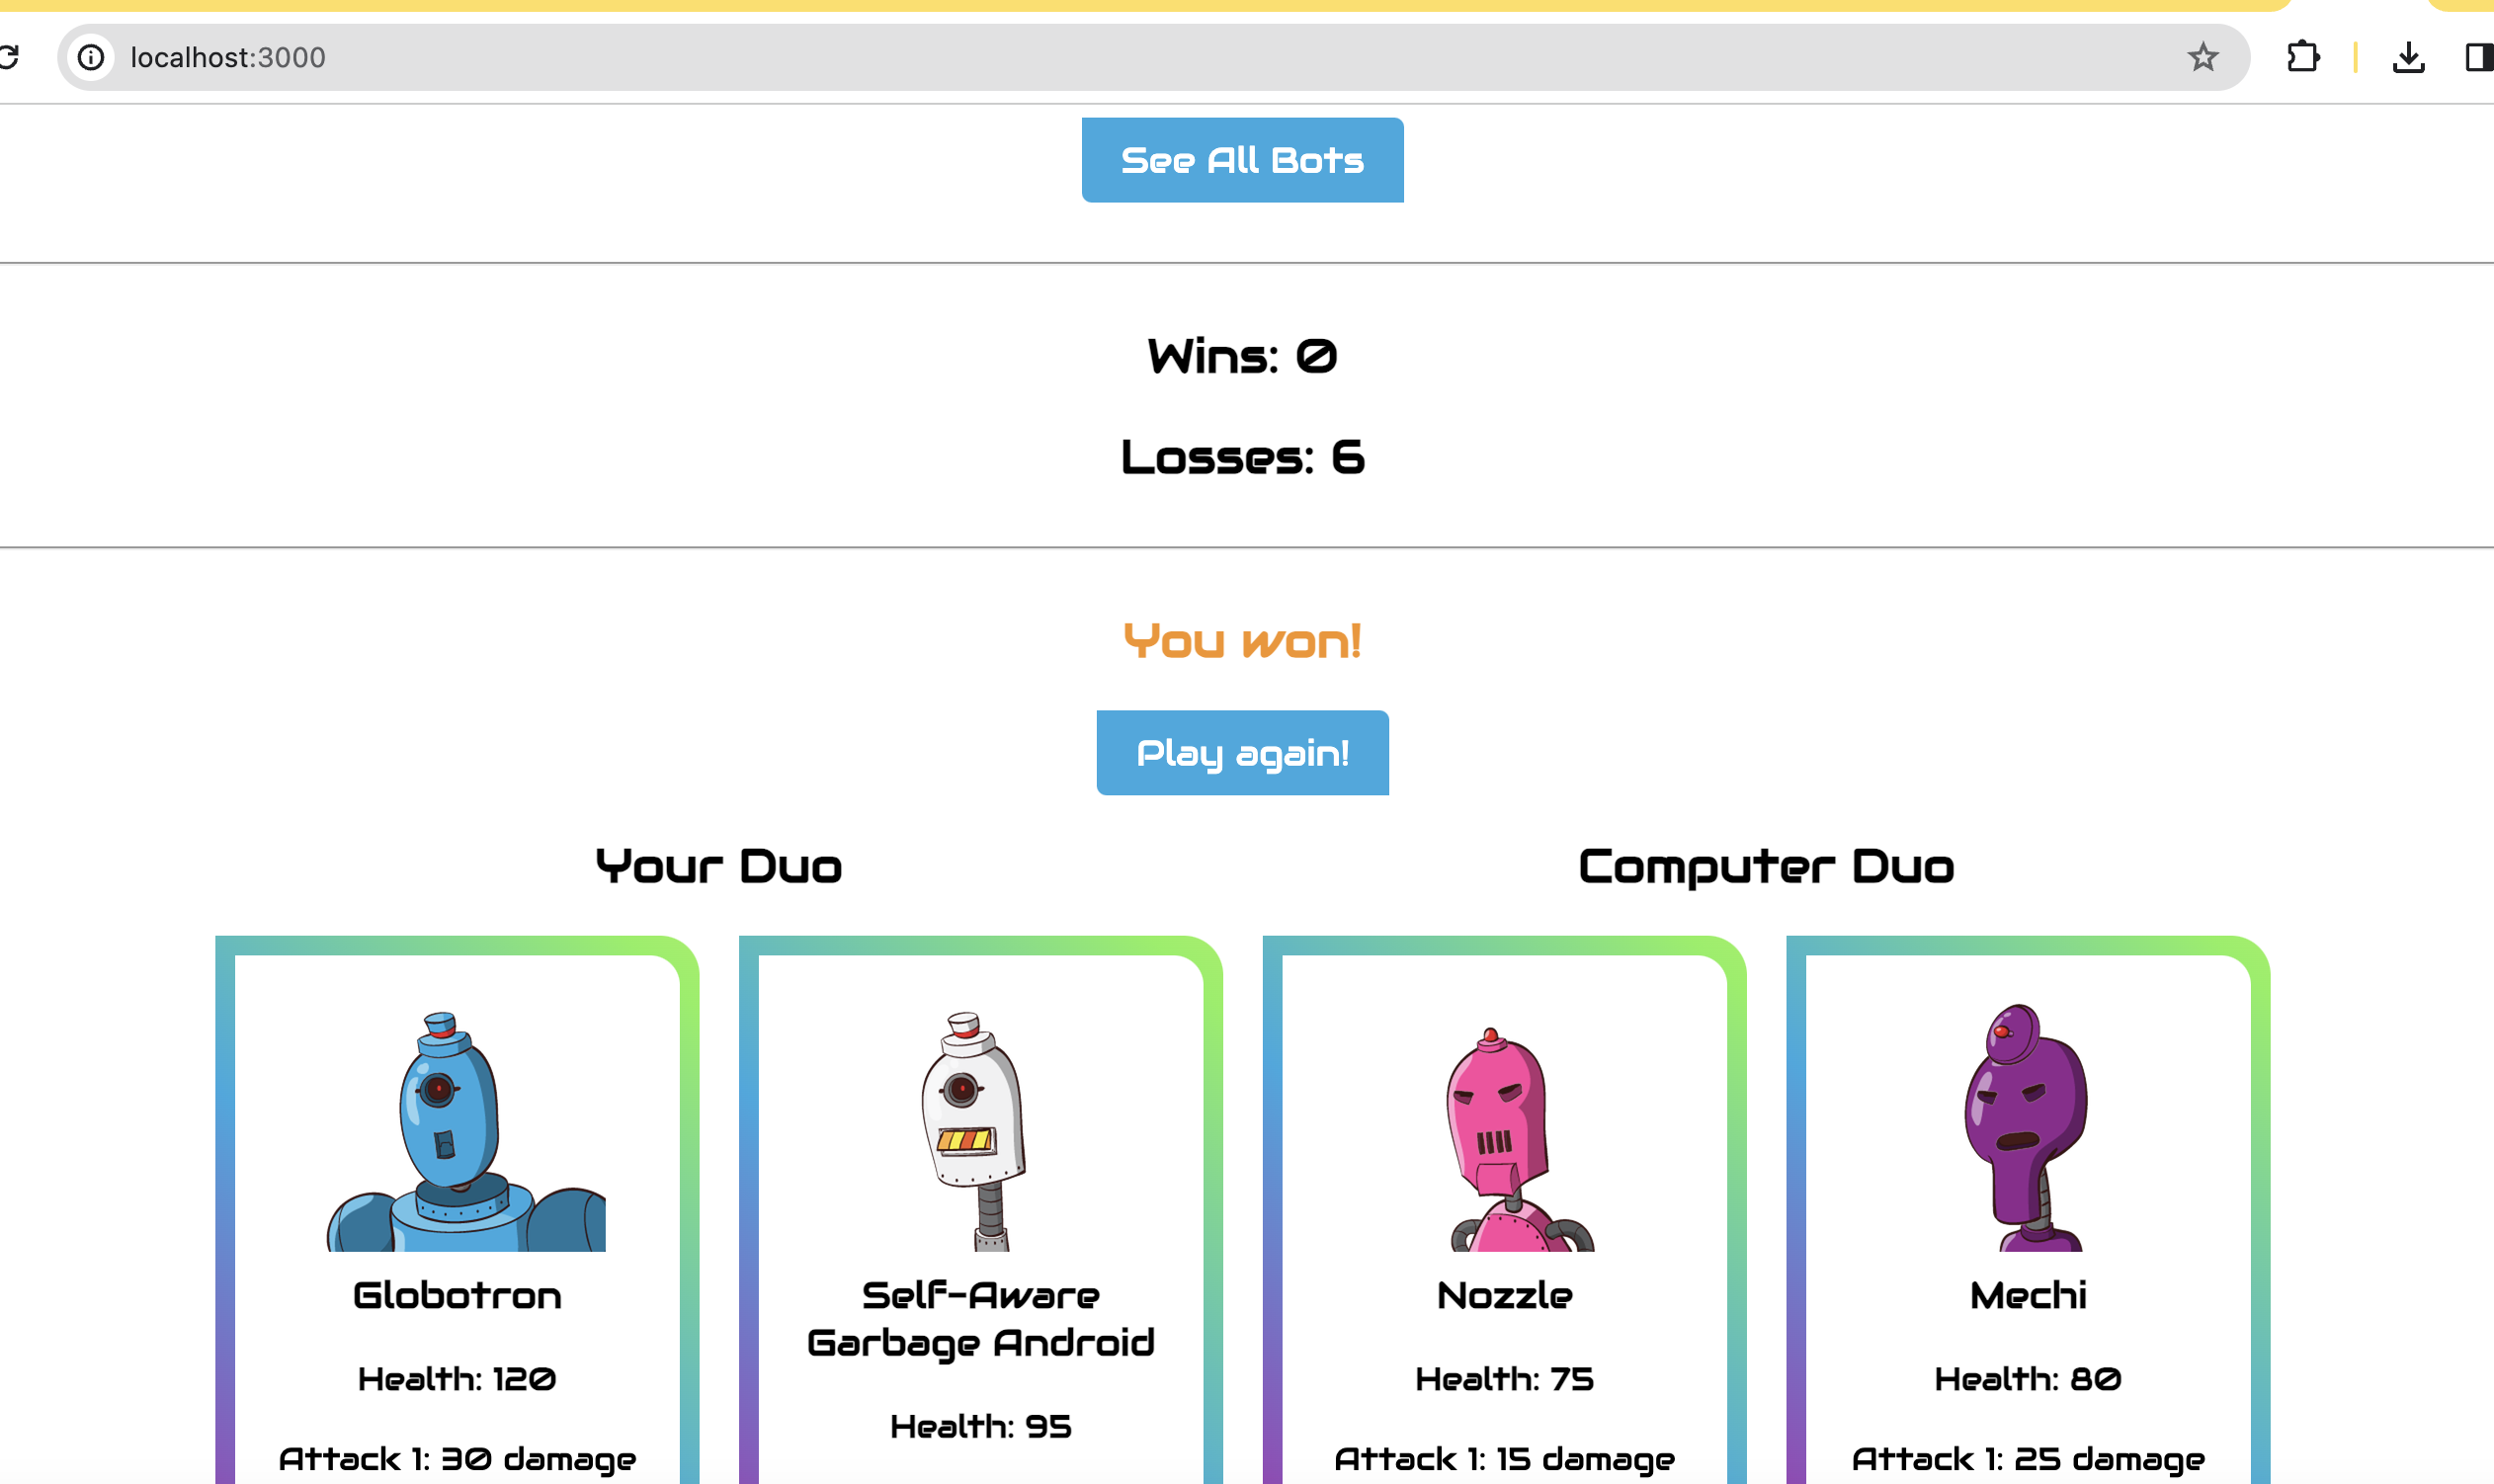 localhost:3000
See All Bots
Wins: 0
Losses: 6
You won!
Play again!
Your Duo
Computer Duo
Globotron
Health: 120
Attack 1: 30 damage
Self-Aware
Garbage Android
Health: 95
Nozzle
Health: 75
Attack 1: 15 damage
Mechi
Health: 80
Attack 1: 25 damage